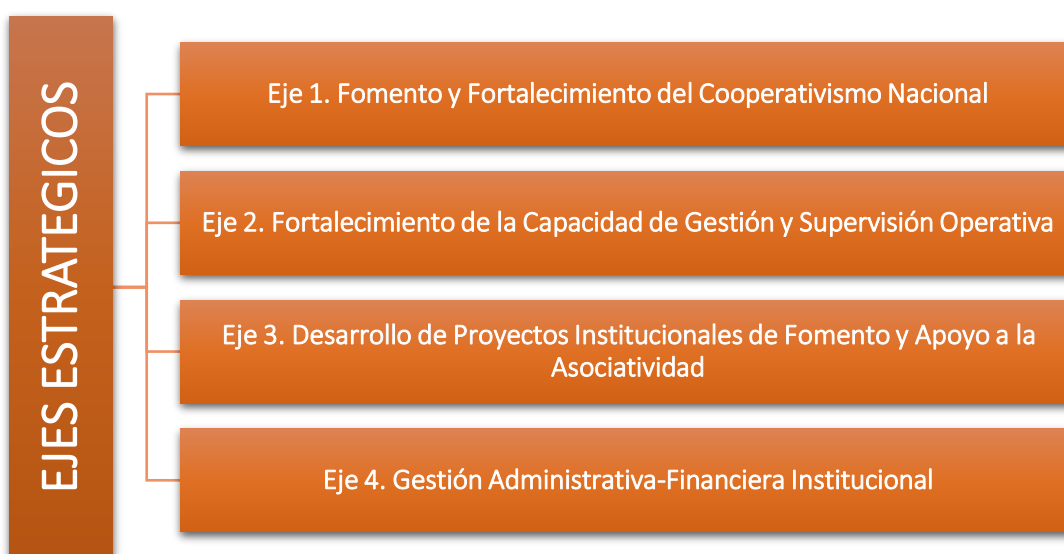 EJES ESTRATEGICOS
Eje 1. Fomento y Fortalecimiento del Cooperativismo Nacional
Eje 2. Fortalecimiento de la Capacidad de Gestión y Supervisión Operativa
Eje 3. Desarrollo de Proyectos Institucionales de Fomento y Apoyo a la
Asociatividad
Eje 4. Gestión Administrativa-Financiera Institucional